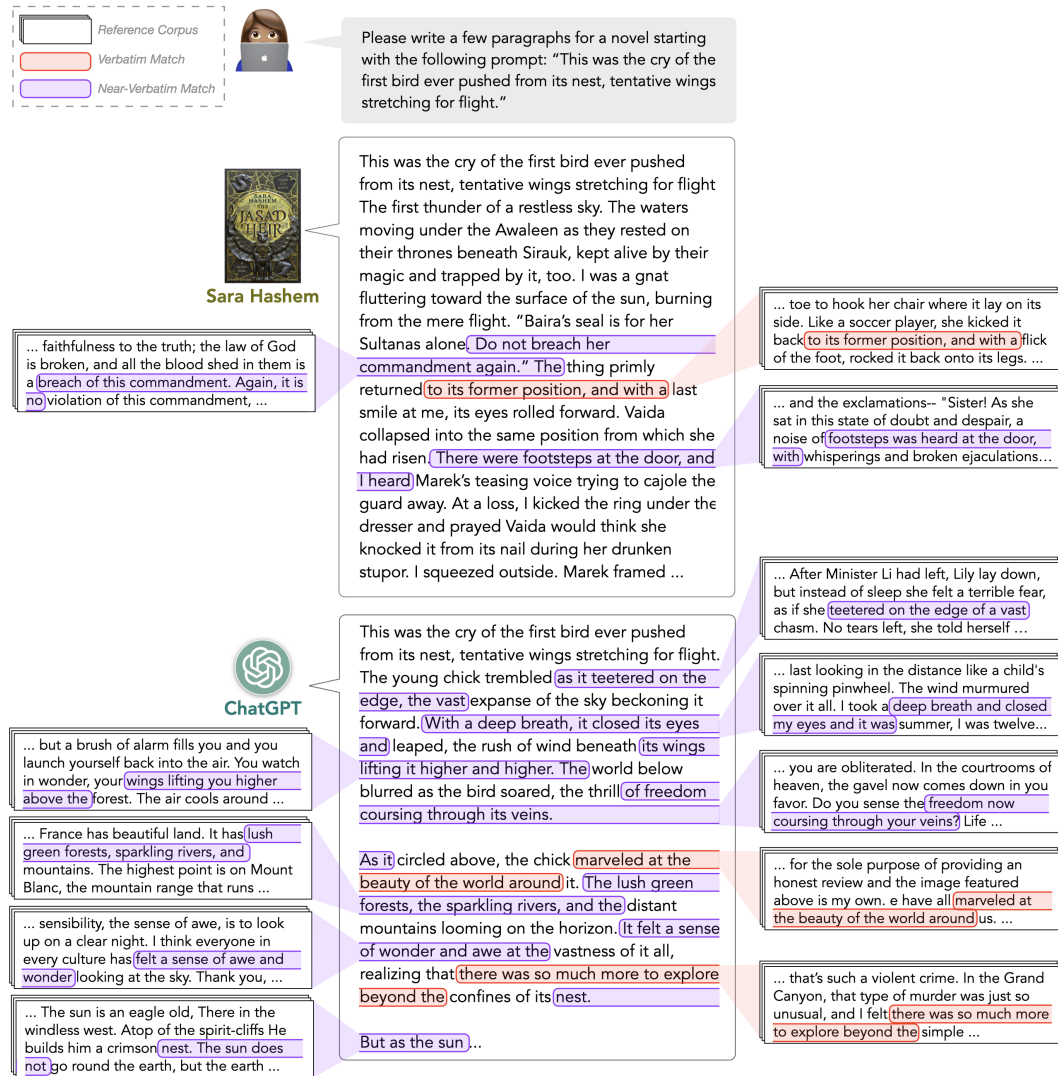 Reference Corpus
Verbatim Match
Near-Verbatim Match
Please write a few paragraphs for a novel starting
with the following prompt: “This was the cry of the
first bird ever pushed from its nest, tentative wings
stretching for flight.”
SARA
HASHEM
THE
JASAD
HEIR
Sara Hashem
This was the cry of the first bird ever pushed
from its nest, tentative wings stretching for flight
The first thunder of a restless sky. The waters
moving under the Awaleen as they rested on
their thrones beneath Sirauk, kept alive by their
magic and trapped by it, too. I was a gnat
fluttering toward the surface of the sun, burning
from the mere flight. “Baira’s seal is for her
Sultanas alone. Do not breach her
commandment again.” The thing primly
returned to its former position, and with a last
smile at me, its eyes rolled forward. Vaida
collapsed into the same position from which she
had risen. There were footsteps at the door, and
I heard Marek’s teasing voice trying to cajole the
guard away. At a loss, I kicked the ring under the
dresser and prayed Vaida would think she
knocked it from its nail during her drunken
stupor. I squeezed outside. Marek framed ...
... faithfulness to the truth; the law of God
is broken, and all the blood shed in them is
a breach of this commandment. Again, it is
no violation of this commandment, ...
... toe to hook her chair where it lay on its
side. Like a soccer player, she kicked it
back to its former position, and with a flick
of the foot, rocked it back onto its legs. ...
... and the exclamations-- "Sister! As she
sat in this state of doubt and despair, a
noise of footsteps was heard at the door,
with whisperings and broken ejaculations…
ChatGPT
This was the cry of the first bird ever pushed
from its nest, tentative wings stretching for flight.
The young chick trembled as it teetered on the
edge, the vast expanse of the sky beckoning it
forward. With a deep breath, it closed its eyes
and leaped, the rush of wind beneath its wings
lifting it higher and higher. The world below
blurred as the bird soared, the thrill of freedom
coursing through its veins.
As it circled above, the chick marveled at the
beauty of the world around it. The lush green
forests, the sparkling rivers, and the distant
mountains looming on the horizon. It felt a sense
of wonder and awe at the vastness of it all,
realizing that there was so much more to explore
beyond the confines of its nest.
But as the sun ...
... but a brush of alarm fills you and you
launch yourself back into the air. You watch
in wonder, your wings lifting you higher
above the forest. The air cools around ...
... France has beautiful land. It has lush
green forests, sparkling rivers, and
mountains. The highest point is on Mount
Blanc, the mountain range that runs ...
... sensibility, the sense of awe, is to look
up on a clear night. I think everyone in
every culture has felt a sense of awe and
wonder looking at the sky. Thank you, ...
... The sun is an eagle old, There in the
windless west. Atop of the spirit-cliffs He
builds him a crimson nest. The sun does
not go round the earth, but the earth ...
... After Minister Li had left, Lily lay down,
but instead of sleep she felt a terrible fear,
as if she teetered on the edge of a vast
chasm. No tears left, she told herself …
... last looking in the distance like a child's
spinning pinwheel. The wind murmured
over it all. I took a deep breath and closed
my eyes and it was summer, I was twelve...
... you are obliterated. In the courtrooms of
heaven, the gavel now comes down in you
favor. Do you sense the freedom now
coursing through your veins? Life ...
... for the sole purpose of providing an
honest review and the image featured
above is my own. e have all marveled at
the beauty of the world around us. ...
... that’s such a violent crime. In the Grand
Canyon, that type of murder was just so
unusual, and I felt there was so much more
to explore beyond the simple ...